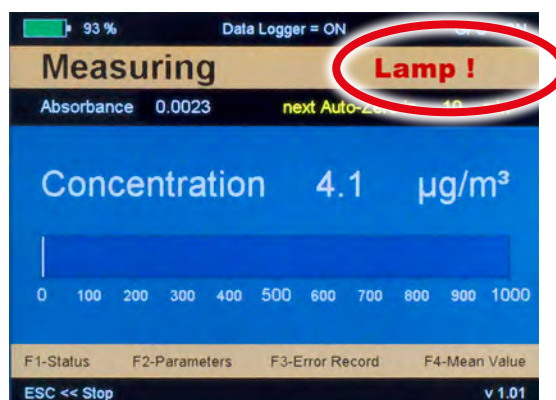 93 % Data Logger = ON
Measuring Lamp !
Absorbance 0.0023 next
Concentration 4.1 µg/m³
0 100 200 300 400 500 600 700 800 900 1000
F1-Status F2-Parameters F3-Error Record F4-Mean Value
ESC << Stop v 1.01